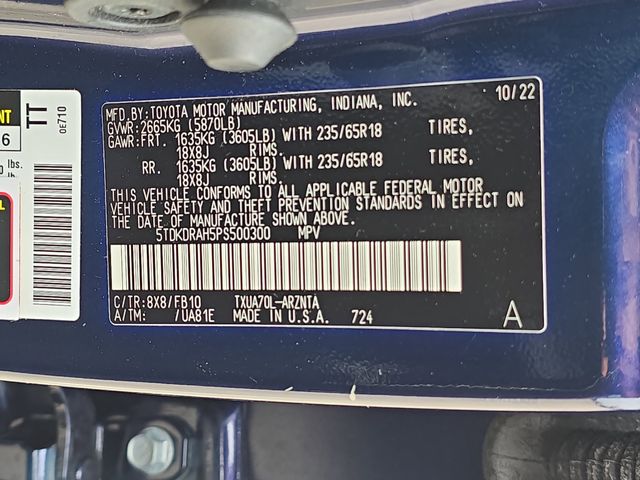 MFD.BY:TOYOTA MOTOR MANUFACTURING, INDIANA, INC. 10/22
GVWR:2665KG (5870LB)
GAWR:FRT. 1635KG (3605LB) WITH 235/65R18 TIRES,
18X8J RIMS.
RR. 1635KG (3605LB) WITH 235/65R18 TIRES,
18X8J RIMS.
THIS VEHICLE CONFORMS TO ALL APPLICABLE FEDERAL MOTOR
VEHICLE SAFETY AND THEFT PREVENTION STANDARDS IN EFFECT ON
THE DATE OF MANUFACTURE SHOWN ABOVE.
5TDKDRAH5PS500300 MPV
C/TR:8X8/FB10 TXUA70L-ARZNTA
A/TM: /UA81E MADE IN U.S.A. 724 A
TT
0E710
6
lbs.